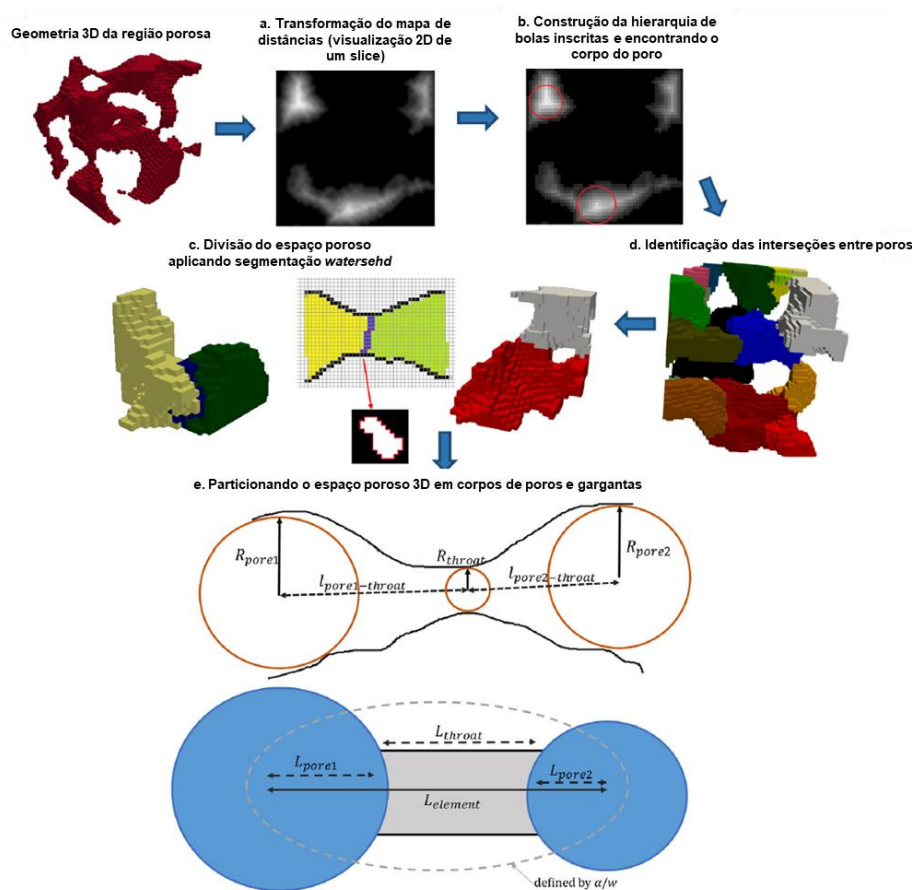 Geometria 3D da região porosa
a. Transformação do mapa de
distâncias (visualização 2D de
um slice)
b. Construção da hierarquia de
bolas inscritas e encontrando o
corpo do poro
c. Divisão do espaço poroso
aplicando segmentação watersehd
d. Identificação das interseções entre poros
e. Particionando o espaço poroso 3D em corpos de poros e gargantas
R_pore1
R_throat
R_pore2
l_pore1-throat
l_pore2-throat
L_throat
L_pore1
L_pore2
L_element
defined by α/w